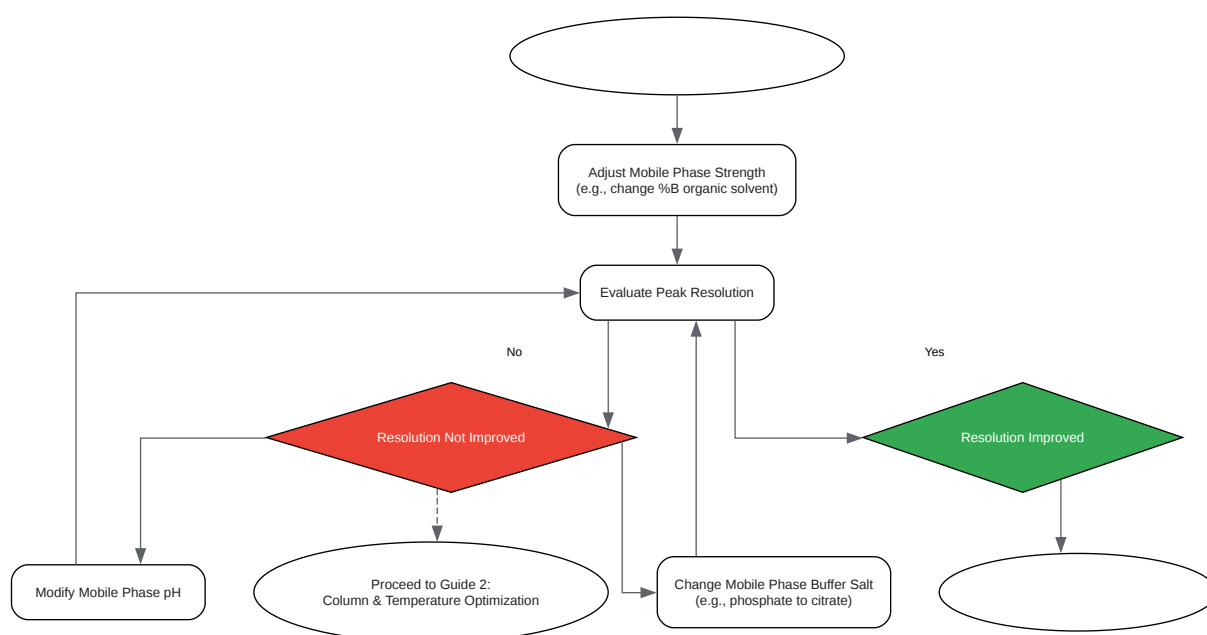 Adjust Mobile Phase Strength
(e.g., change %B organic solvent)
Evaluate Peak Resolution
No
Yes
Resolution Not Improved
Resolution Improved
Modify Mobile Phase pH
Proceed to Guide 2:
Column & Temperature Optimization
Change Mobile Phase Buffer Salt
(e.g., phosphate to citrate)